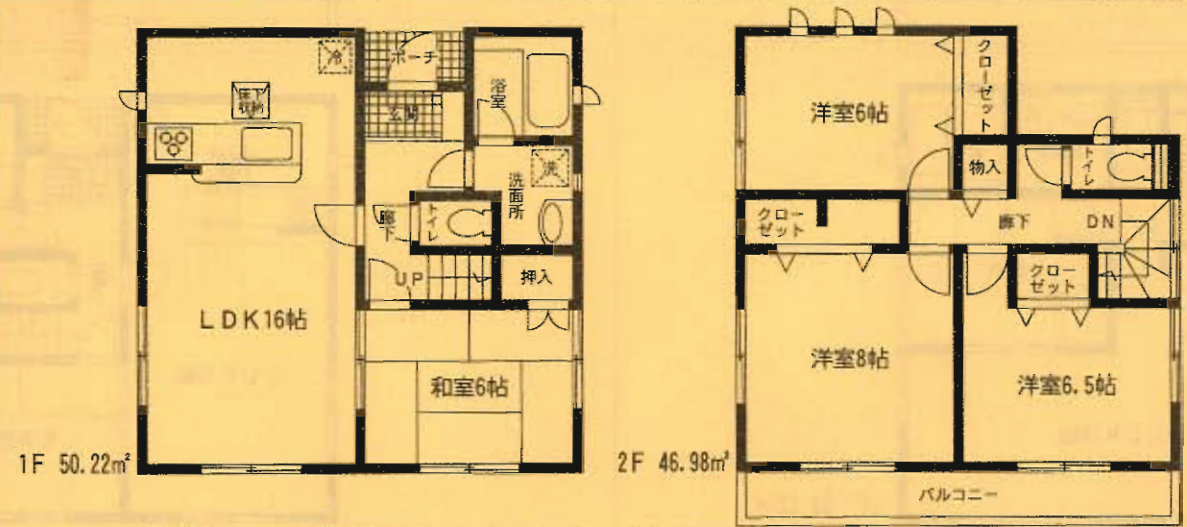 冷
ポーチ
床下
収納
玄関
浴室
洗
洗面所
廊下
トイレ
UP
押入
LDK16帖
和室6帖
1F 50.22㎡
洋室6帖
クローゼット
物入
トイレ
クロー
ゼット
廊下
DN
クロー
ゼット
洋室8帖
洋室6.5帖
2F 46.98㎡
バルコニー